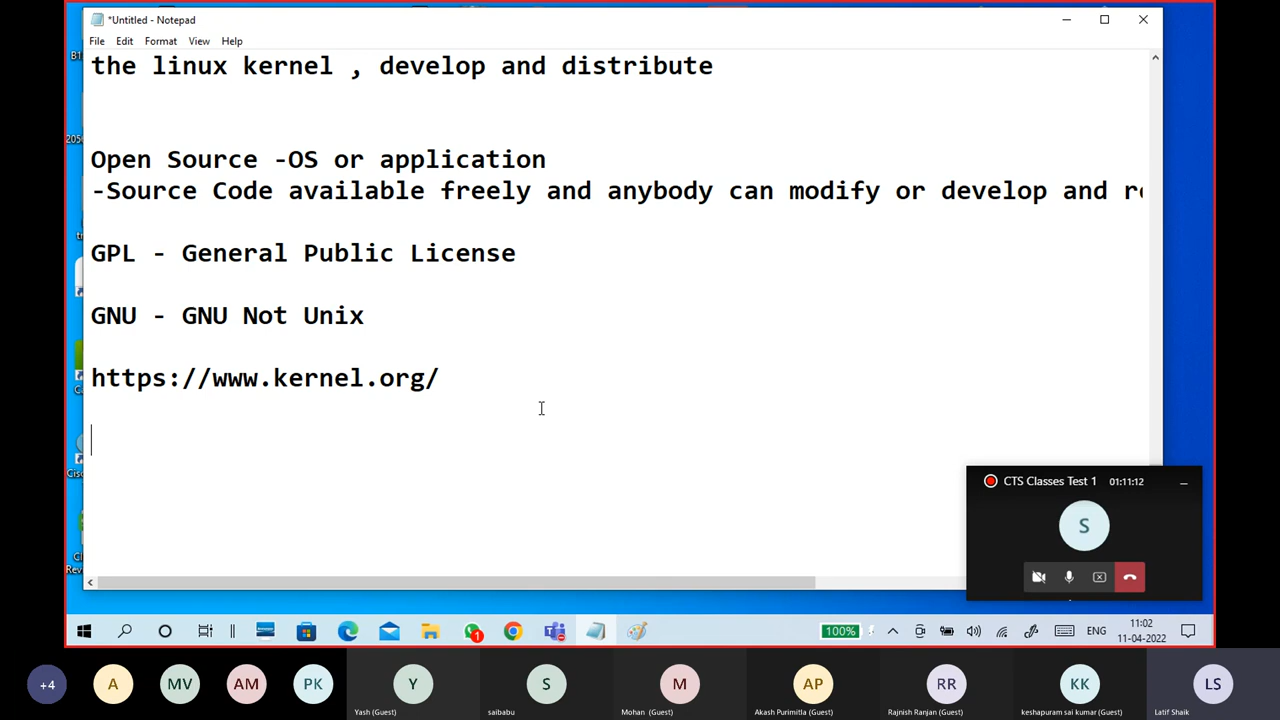 *Untitled - Notepad
File Edit Format View Help
the linux kernel , develop and distribute
Open Source -OS or application
-Source Code available freely and anybody can modify or develop and
GPL - General Public License
GNU - GNU Not Unix
https://www.kernel.org/
CTS Classes Test 1 01:11:12
S
100%
ENG
11:02
11-04-2022
1
+4 A MV AM PK Y S M AP RR KK LS
Yash (Guest) saibabu Mohan (Guest) Akash Purimitla (Guest) Rajnish Ranjan (Guest) keshapuram sai kumar (Guest) Latif Shaik